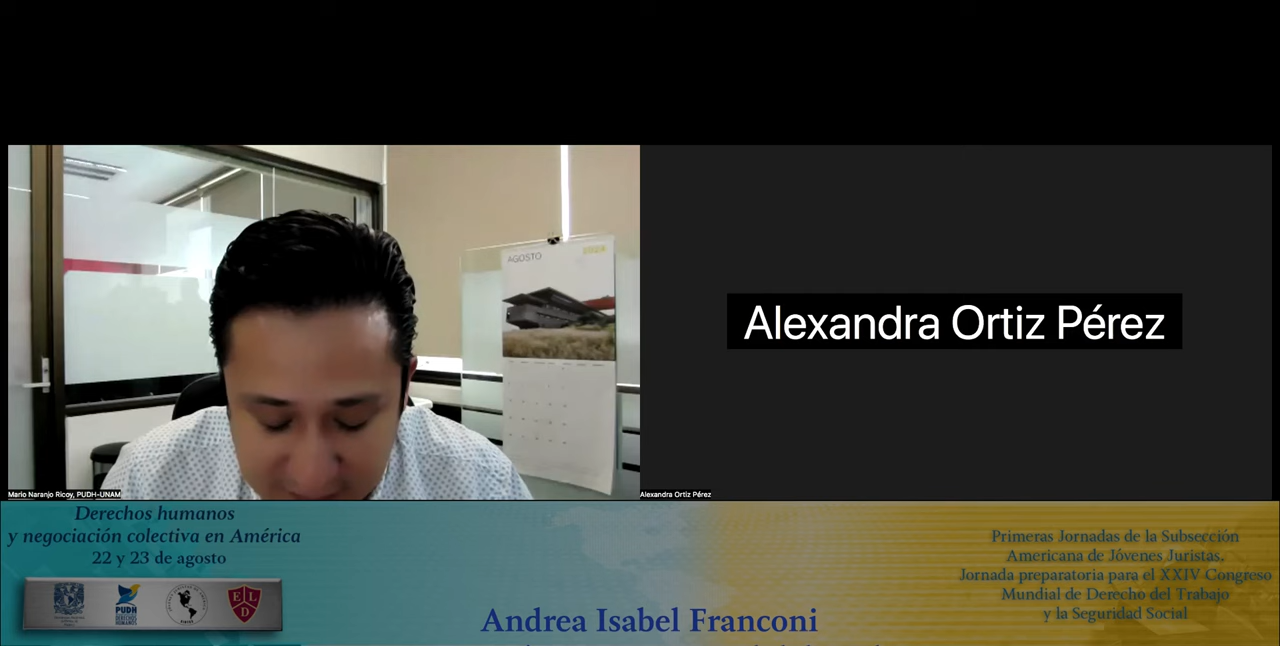 AGOSTO
2024
Alexandra Ortiz Pérez
Mario Naranjo Ricoy, PUDH-UNAM
Alexandra Ortiz Pérez
Derechos humanos
y negociación colectiva en América
22 y 23 de agosto
PUDH
E L
D
Primeras Jornadas de la Subsección
Americana de Jóvenes Juristas.
Jornada preparatoria para el XXIV Congreso
Mundial de Derecho del Trabajo
y la Seguridad Social
Andrea Isabel Franconi